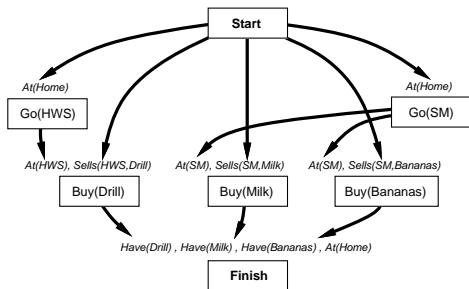 Start
At(Home)
At(Home)
Go(HWS)
Go(SM)
At(HWS), Sells(HWS,Drill)
At(SM), Sells(SM,Milk)
At(SM), Sells(SM,Bananas)
Buy(Drill)
Buy(Milk)
Buy(Bananas)
Have(Drill) , Have(Milk) , Have(Bananas) , At(Home)
Finish